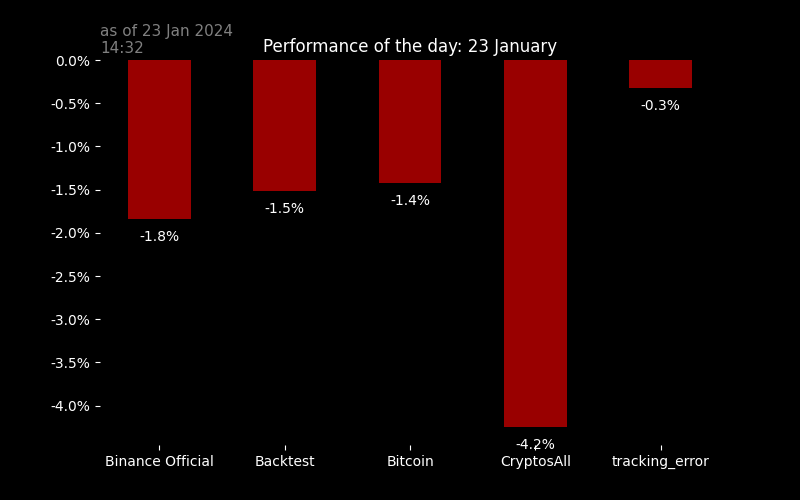 as of 23 Jan 2024
14:32
Performance of the day: 23 January
0.0%
-0.5%
-1.0%
-1.5%
-2.0%
-2.5%
-3.0%
-3.5%
-4.0%
-1.8%
-1.5%
-1.4%
-4.2%
-0.3%
Binance Official
Backtest
Bitcoin
CryptosAll
tracking_error